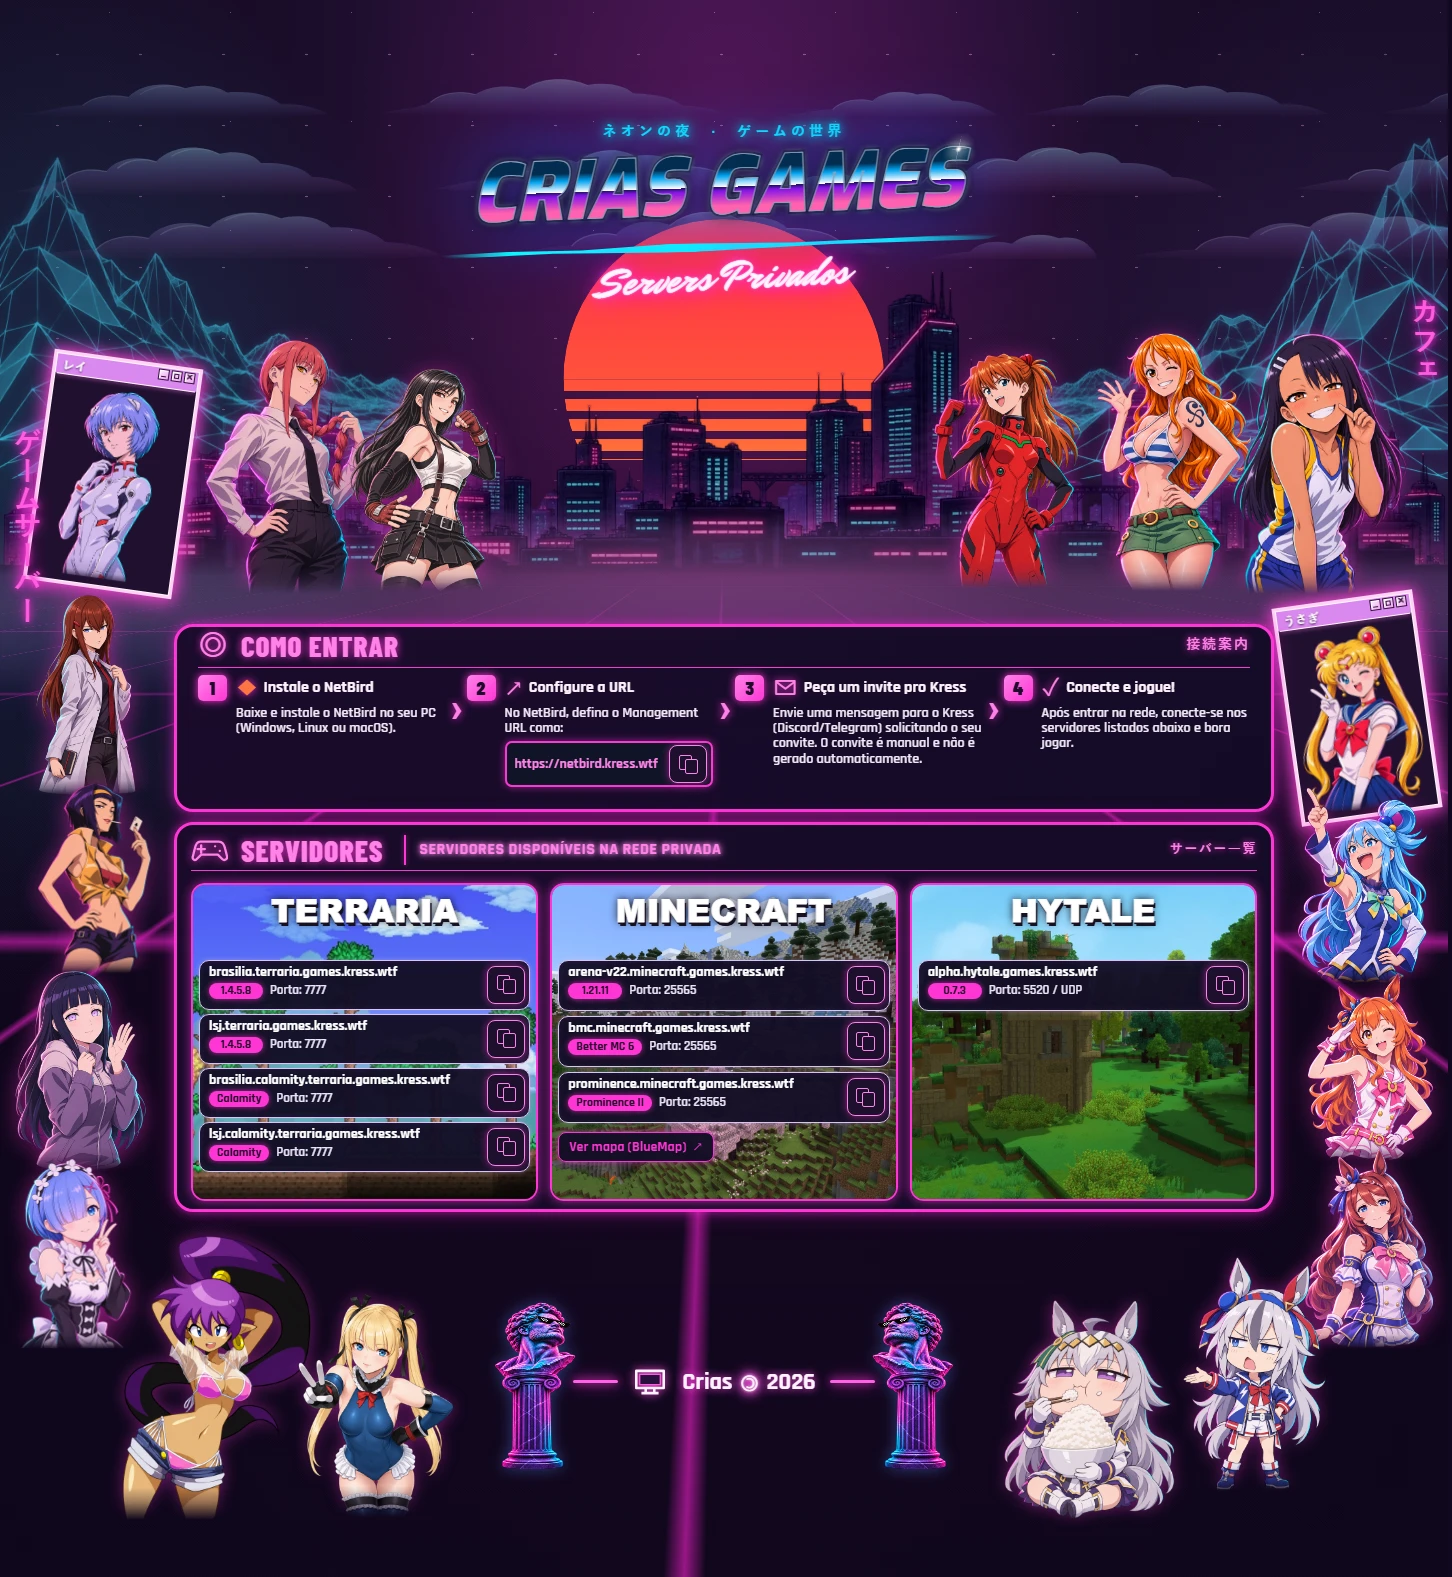 ネオンの夜 · ゲームの世界
CRIAS GAMES
Servers Privados
カフェ
レイ
ゲームサーバー
うさぎ
COMO ENTRAR
接続案内
1
Instale o NetBird
Baixe e instale o NetBird no seu PC
(Windows, Linux ou macOS).
2
Configure a URL
No NetBird, defina o Management
URL como:
https://netbird.kress.wtf
3
Peça um invite pro Kress
Envie uma mensagem para o Kress
(Discord/Telegram) solicitando o seu
convite. O convite é manual e não é
gerado automaticamente.
4
Conecte e jogue!
Após entrar na rede, conecte-se nos
servidores listados abaixo e bora
jogar.
SERVIDORES
SERVIDORES DISPONÍVEIS NA REDE PRIVADA
サーバー一覧
TERRARIA
brasilia.terraria.games.kress.wtf
1.4.5.8 Porta: 7777
lsj.terraria.games.kress.wtf
1.4.5.8 Porta: 7777
brasilia.calamity.terraria.games.kress.wtf
Calamity Porta: 7777
lsj.calamity.terraria.games.kress.wtf
Calamity Porta: 7777
MINECRAFT
arena-v22.minecraft.games.kress.wtf
1.21.11 Porta: 25565
bmc.minecraft.games.kress.wtf
Better MC 6 Porta: 25565
prominence.minecraft.games.kress.wtf
Prominence II Porta: 25565
Ver mapa (BlueMap) ↗
HYTALE
alpha.hytale.games.kress.wtf
0.7.3 Porta: 5520 / UDP
Crias 2026